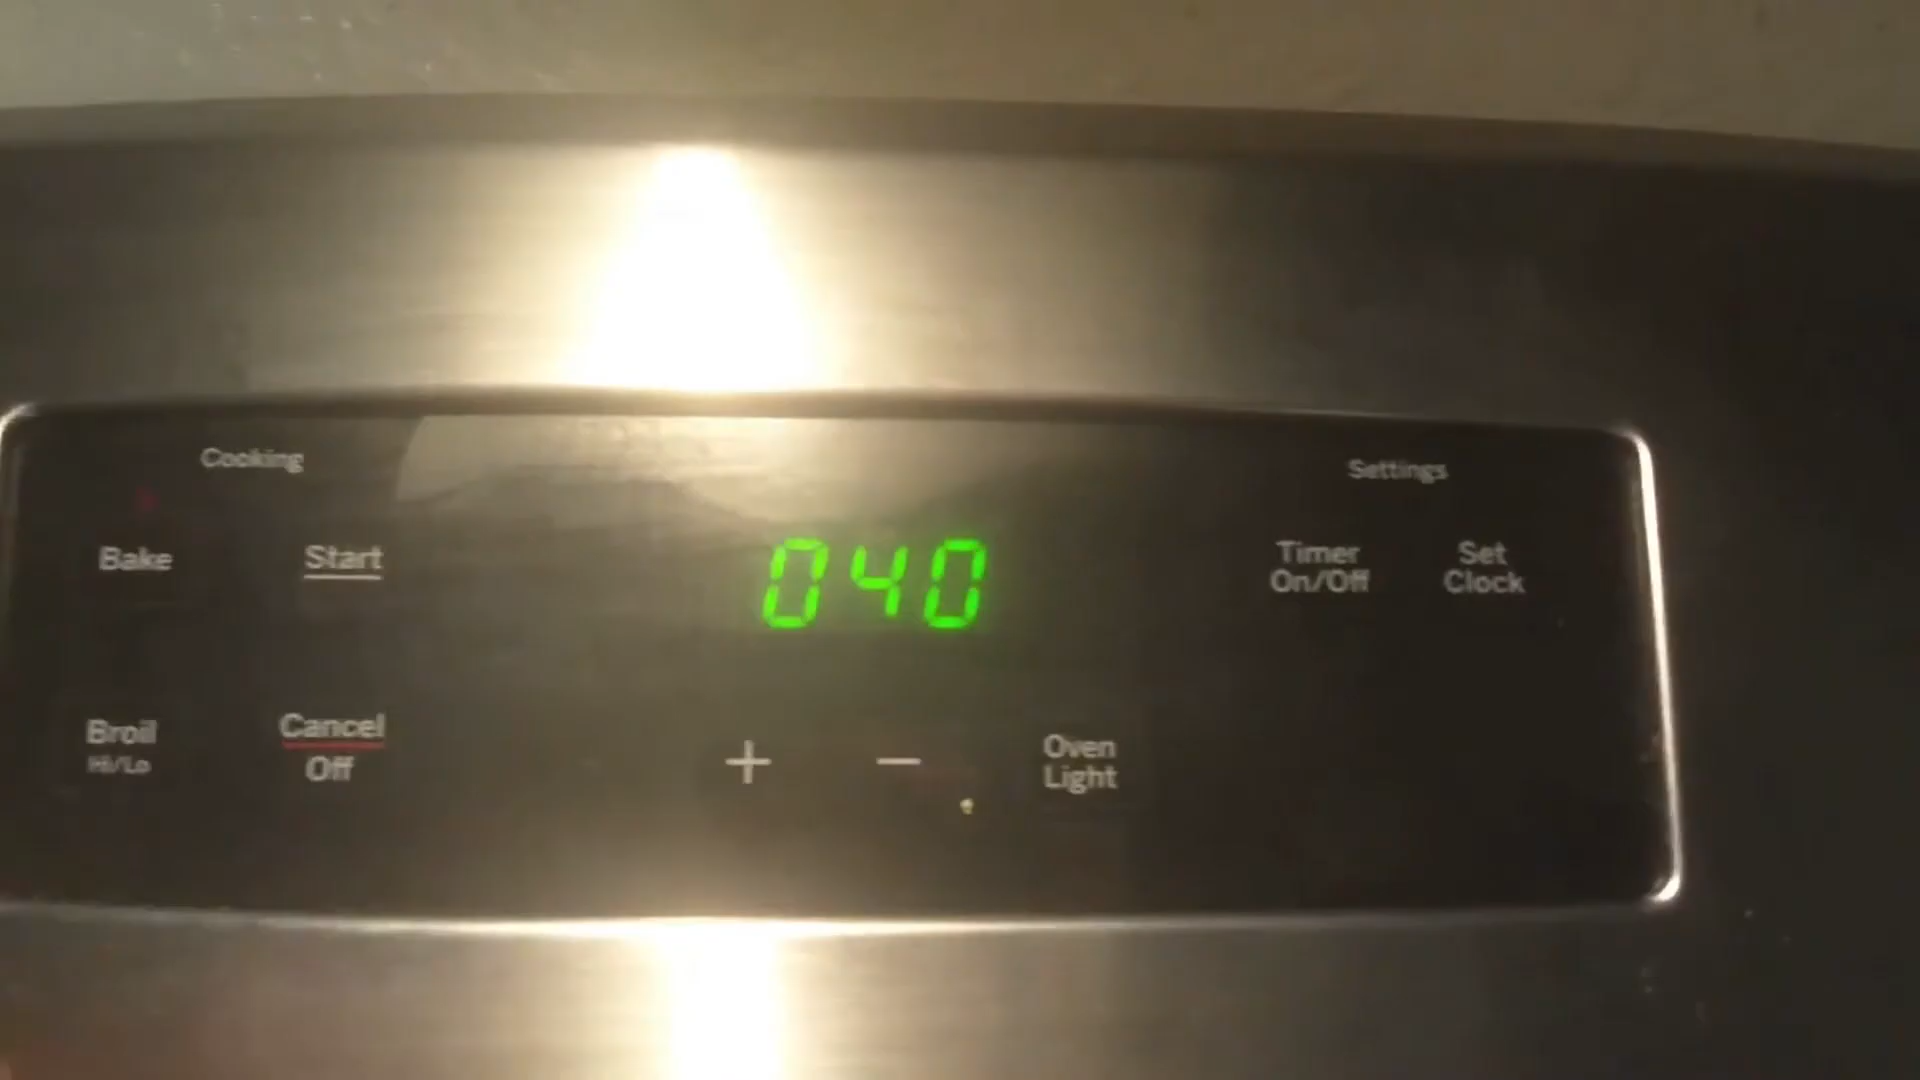 Cooking
Settings
Bake
Start
040
Timer
On/Off
Set
Clock
Broil
Hi/Lo
Cancel
Off
+
−
Oven
Light